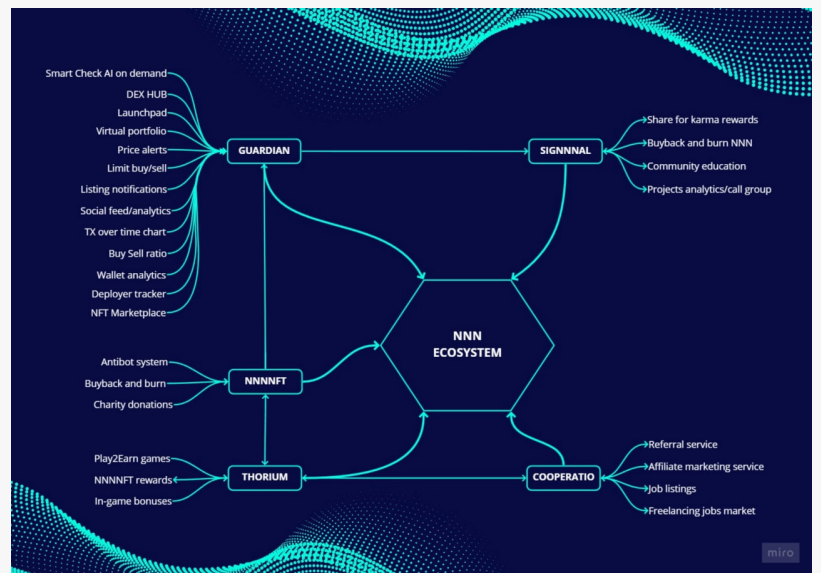 Smart Check AI on demand
DEX HUB
Launchpad
Virtual portfolio
Price alerts
Limit buy/sell
Listing notifications
Social feed/analytics
TX over time chart
Buy Sell ratio
Wallet analytics
Deployer tracker
NFT Marketplace
GUARDIAN
SIGNNNAL
Share for karma rewards
Buyback and burn NNN
Community education
Projects analytics/call group
NNN
ECOSYSTEM
Antibot system
Buyback and burn
Charity donations
NNNNFT
Play2Earn games
NNNNFT rewards
In-game bonuses
THORIUM
COOPERATIO
Referral service
Affiliate marketing service
Job listings
Freelancing jobs market
miro